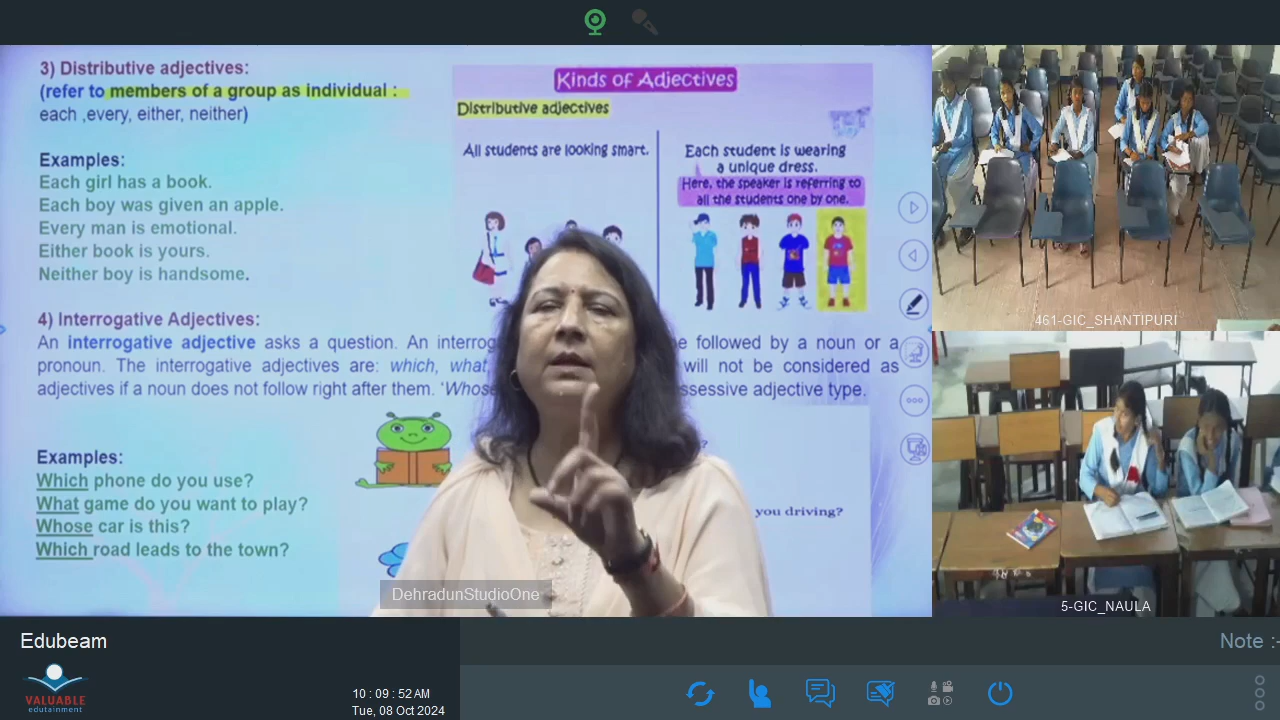 3) Distributive adjectives:
(refer to members of a group as individual :
each ,every, either, neither)
Examples:
Each girl has a book.
Each boy was given an apple.
Every man is emotional.
Either book is yours.
Neither boy is handsome.
Kinds of Adjectives
Distributive adjectives
All students are looking smart.
Each student is wearing
a unique dress.
Here, the speaker is referring to
all the students one by one.
4) Interrogative Adjectives:
An interrogative adjective asks a question. An interrog followed by a noun or a
pronoun. The interrogative adjectives are: which, what, will not be considered as
adjectives if a noun does not follow right after them. 'Whose ssessive adjective type.
Examples:
Which phone do you use?
What game do you want to play?
Whose car is this?
Which road leads to the town?
you driving?
461-GIC_SHANTIPURI
5-GIC_NAULA
DehradunStudioOne
Edubeam
VALUABLE
edutainment
10 : 09 : 52 AM
Tue, 08 Oct 2024
Note :-